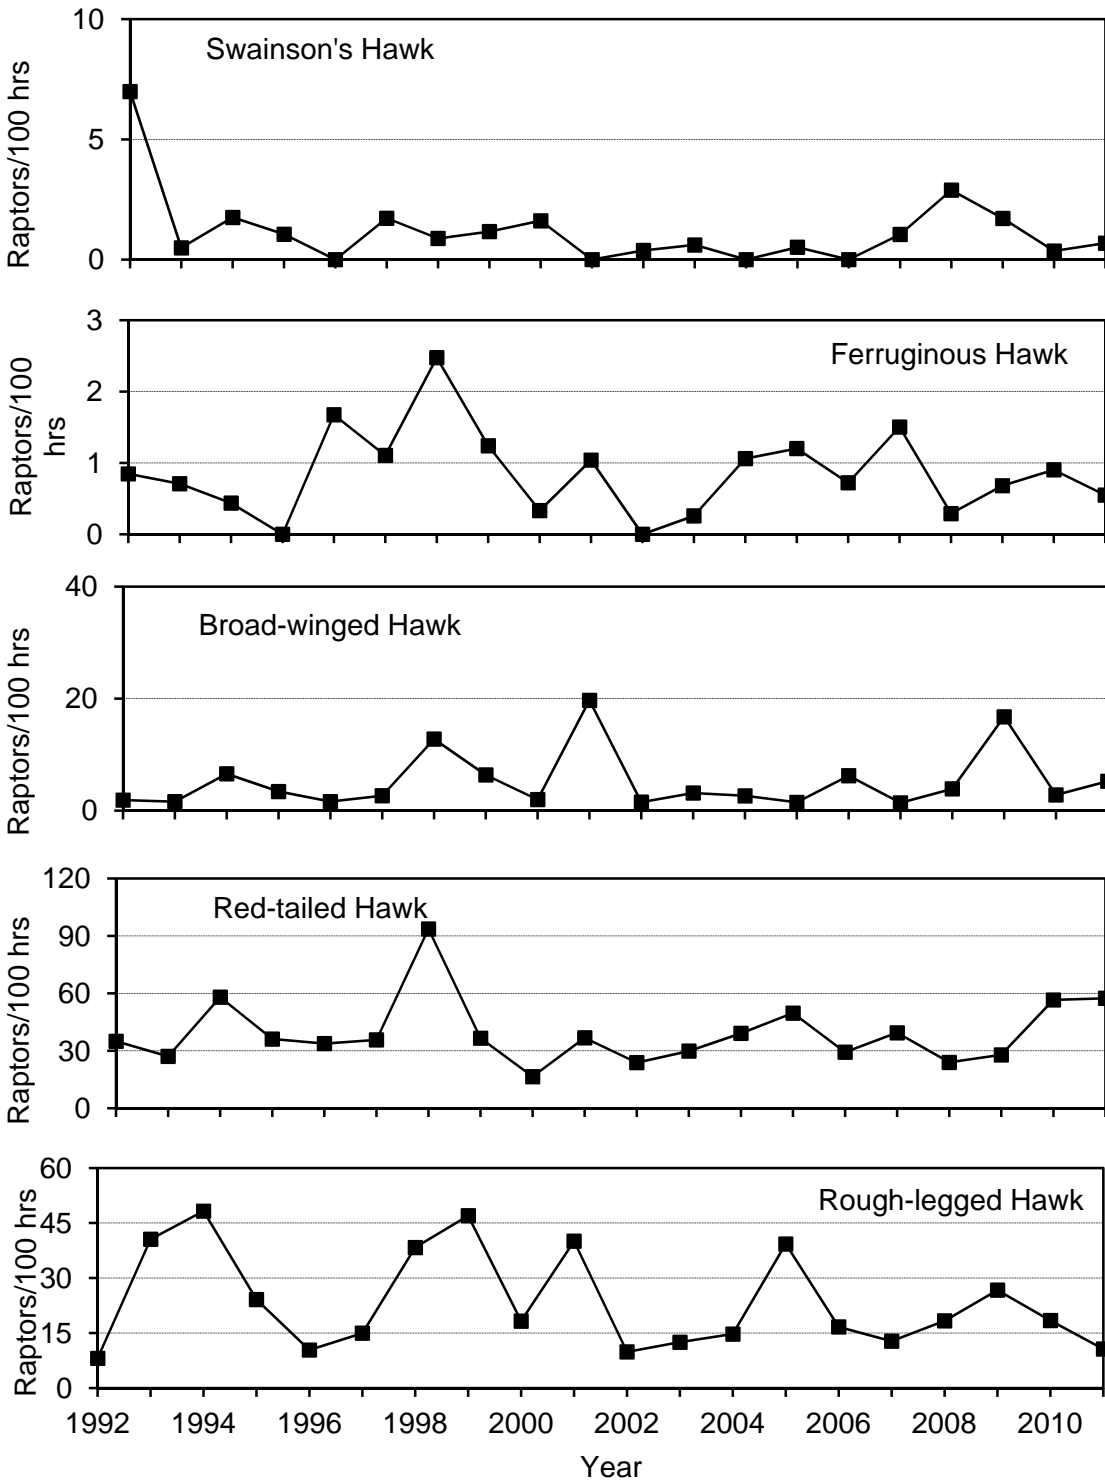 10
Swainson's Hawk
5
0
Raptors/100 hrs
3
Ferruginous Hawk
2
1
0
Raptors/100
hrs
40
Broad-winged Hawk
20
0
Raptors/100 hrs
120
Red-tailed Hawk
90
60
30
0
Raptors/100 hrs
60
Rough-legged Hawk
45
30
15
0
Raptors/100 hrs
1992 1994 1996 1998 2000 2002 2004 2006 2008 2010
Year